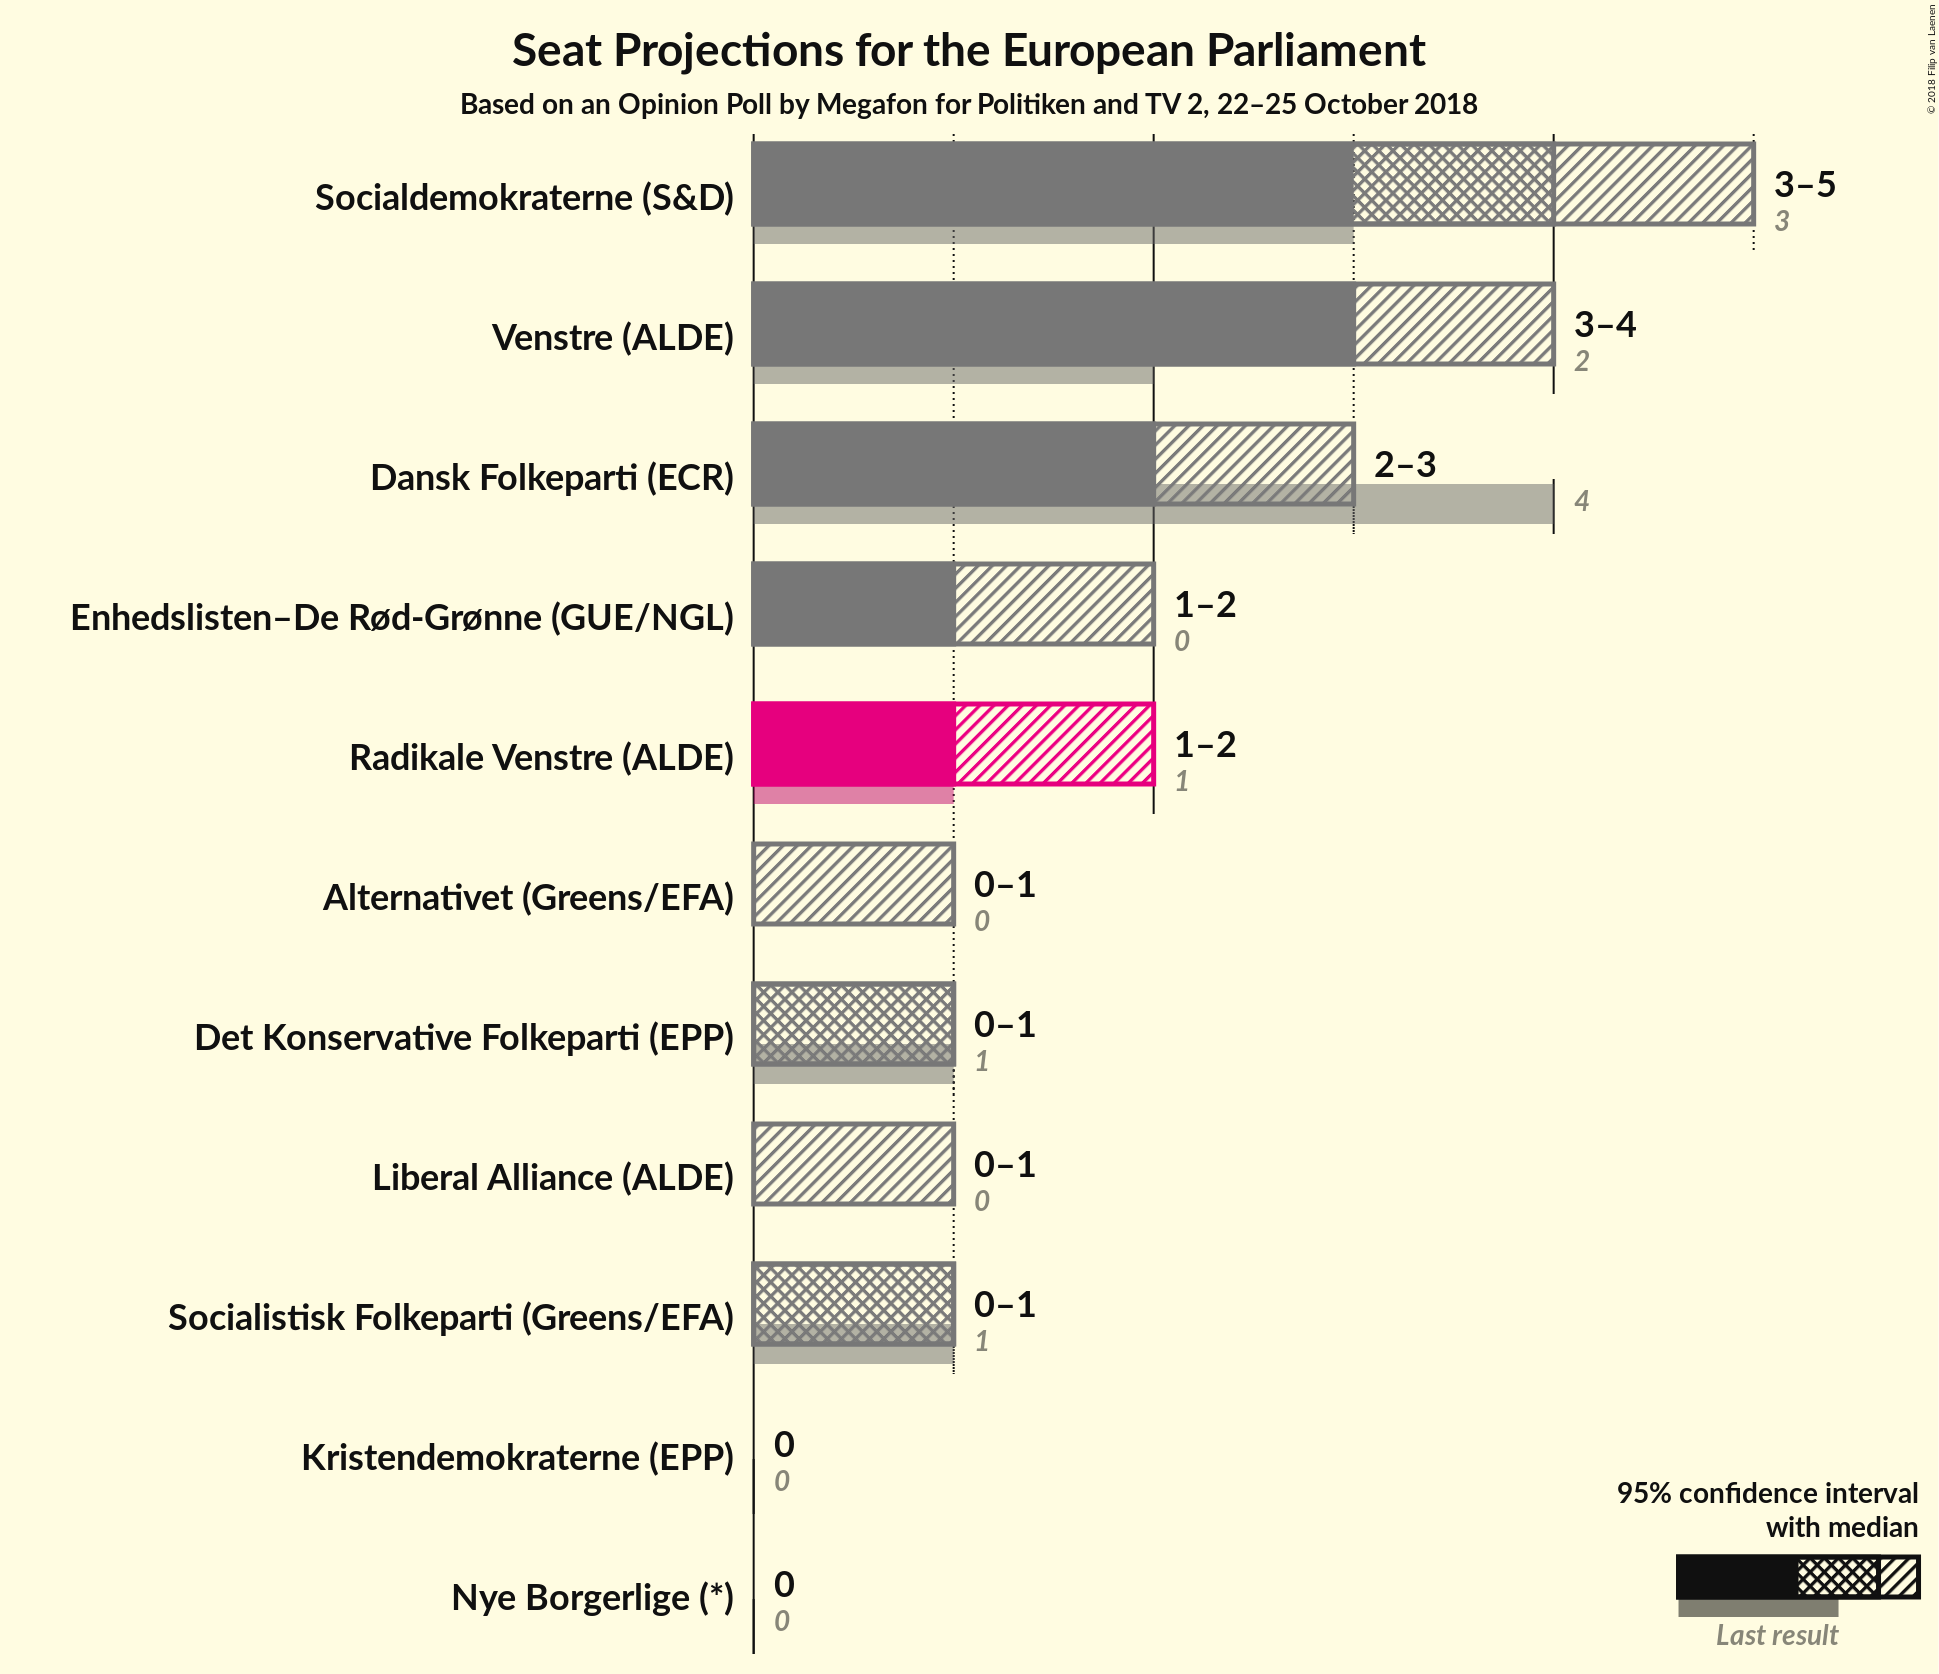 Seat Projections for the European Parliament
Based on an Opinion Poll by Megafon for Politiken and TV 2, 22–25 October 2018
© 2018 Filip van Laenen
Socialdemokraterne (S&D)
3–5
3
Venstre (ALDE)
3–4
2
Dansk Folkeparti (ECR)
2–3
4
Enhedslisten–De Rød-Grønne (GUE/NGL)
1–2
0
Radikale Venstre (ALDE)
1–2
1
Alternativet (Greens/EFA)
0–1
0
Det Konservative Folkeparti (EPP)
0–1
1
Liberal Alliance (ALDE)
0–1
0
Socialistisk Folkeparti (Greens/EFA)
0–1
1
Kristendemokraterne (EPP)
0
0
Nye Borgerlige (*)
0
0
95% confidence interval
with median
Last result